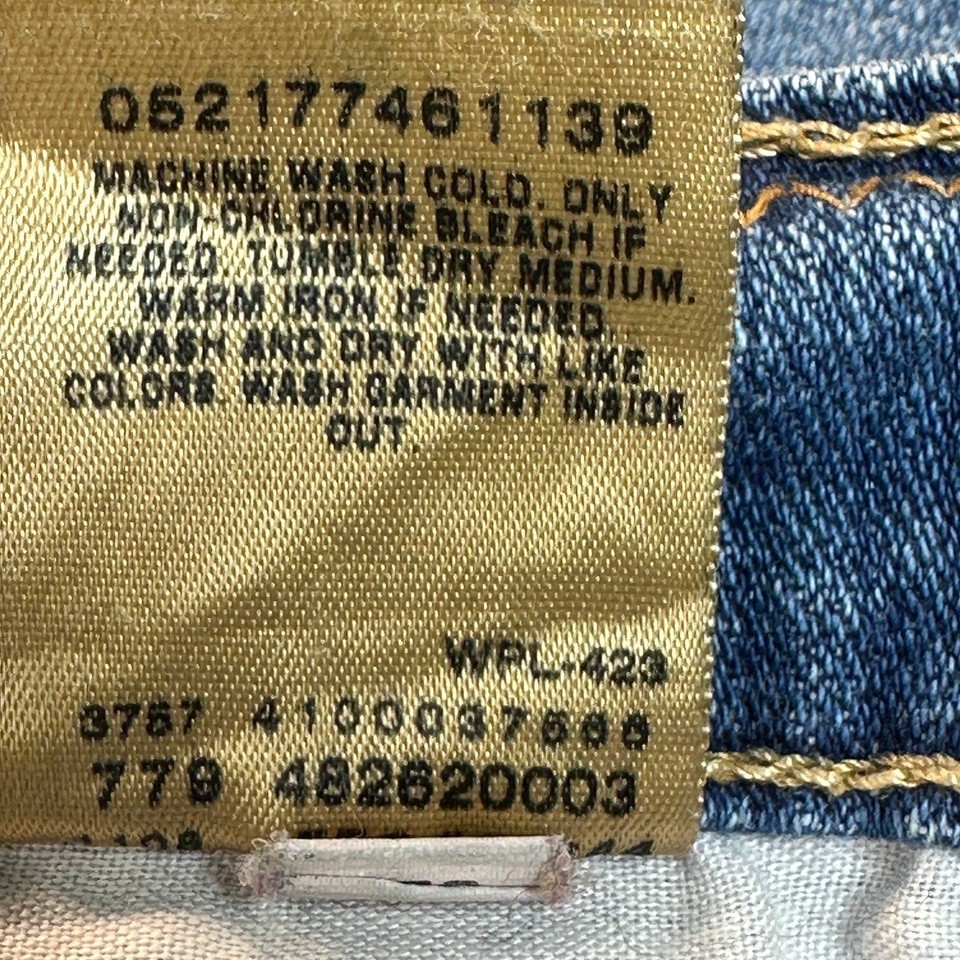 052177461139
MACHINE WASH COLD. ONLY
NON-CHLORINE BLEACH IF
NEEDED. TUMBLE DRY MEDIUM.
WARM IRON IF NEEDED.
WASH AND DRY WITH LIKE
COLORS. WASH GARMENT INSIDE
OUT.
WPL-423
3757 4100037566
779 482620003